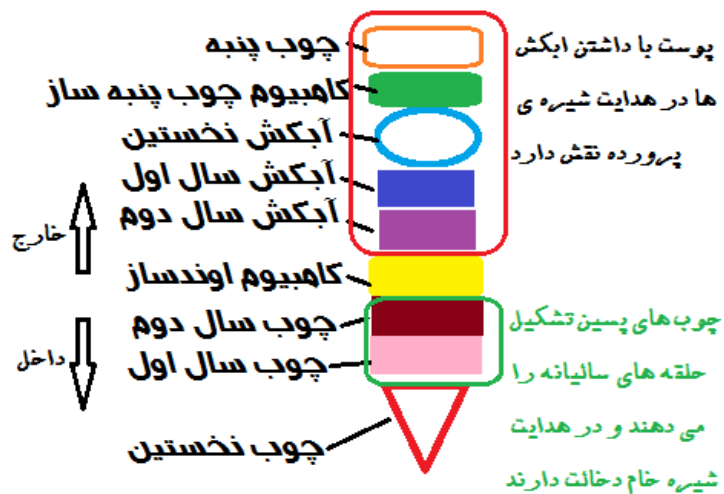 چوب پنبه
کامبیوم چوب پنبه ساز
آبکش نخستین
آبکش سال اول
آبکش سال دوم
کامبیوم اوندساز
چوب سال دوم
چوب سال اول
چوب نخستین
پوست با داشتن ابکش
ها در هدایت شیره ی
پرورده نقش دارد
چوب های پسین تشکیل
حلقه های سالیانه را
می دهند و در هدایت
شیره خام دخالت دارند
خارج
داخل